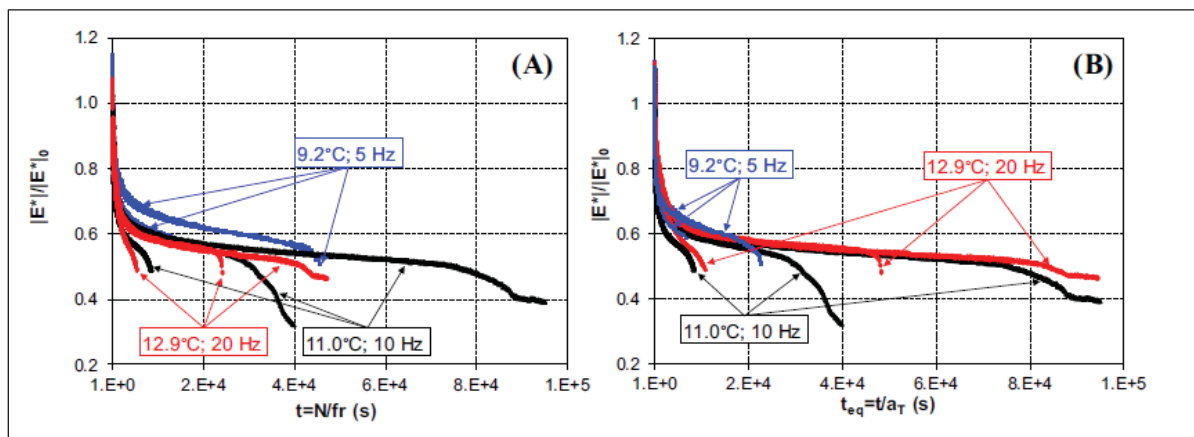 (A)
1.2
1.0
0.8
0.6
0.4
0.2
|E*|/|E*|₀
9.2°C; 5 Hz
12.9°C; 20 Hz
11.0°C; 10 Hz
1.E+0 2.E+4 4.E+4 6.E+4 8.E+4 1.E+5
t=N/fr (s)
(B)
1.2
1
0.8
0.6
0.4
0.2
|E*|/|E*|₀
9.2°C; 5 Hz
12.9°C; 20 Hz
11.0°C; 10 Hz
1.E+0 2.E+4 4.E+4 6.E+4 8.E+4 1.E+5
t_eq=t/a_T (s)